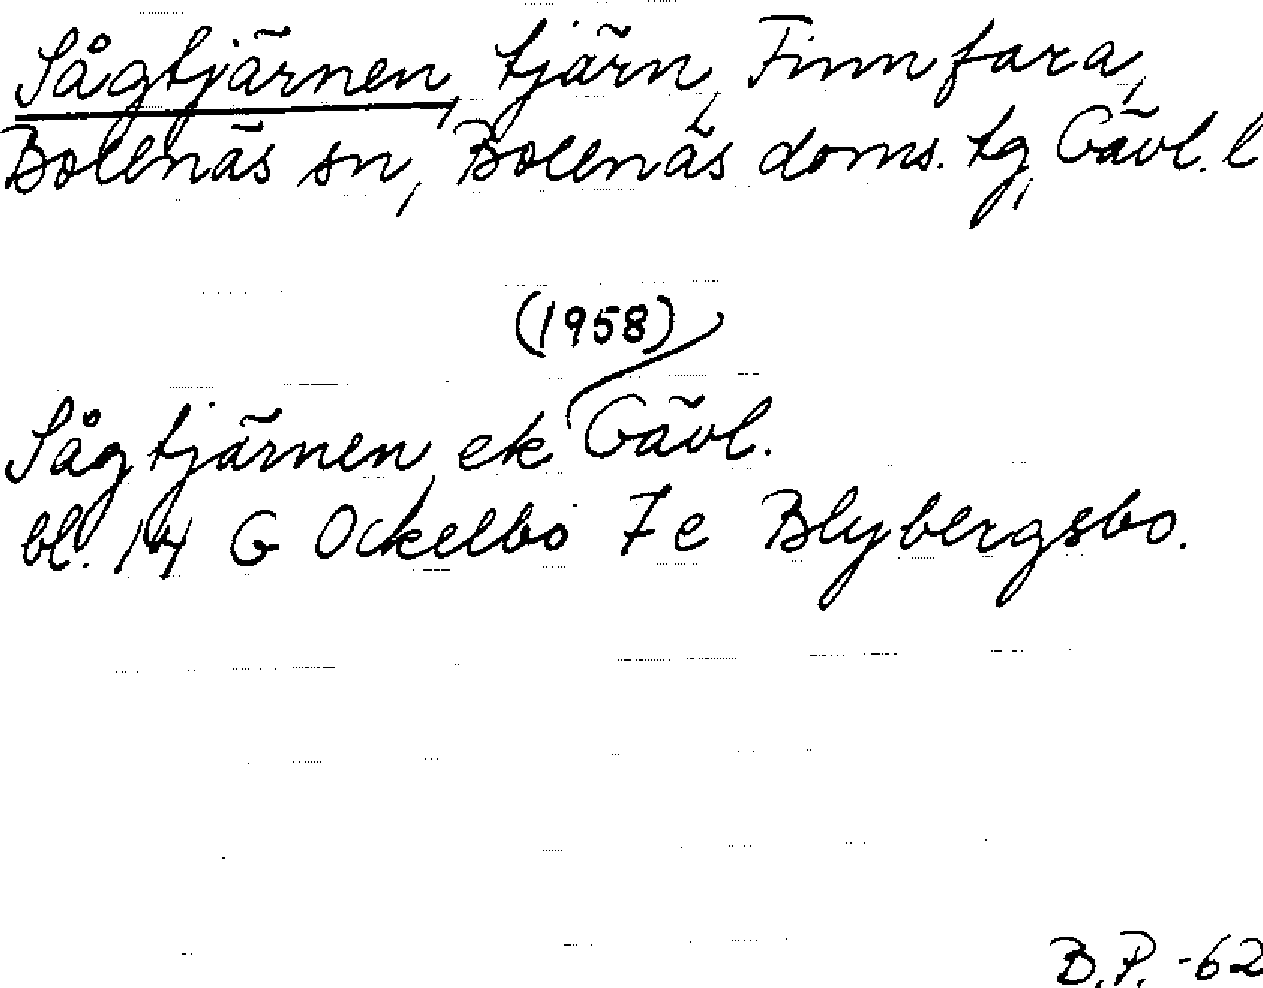 Sågtjärnen, tjärn, Finnfara,
Bollnäs sn, Bollnäs doms. tg, Gävl. l
(1958)
Sågtjärnen, ek Gävl.
bl. 14 G Ockelbo 7 e Blybergsbo.
B.P. -62